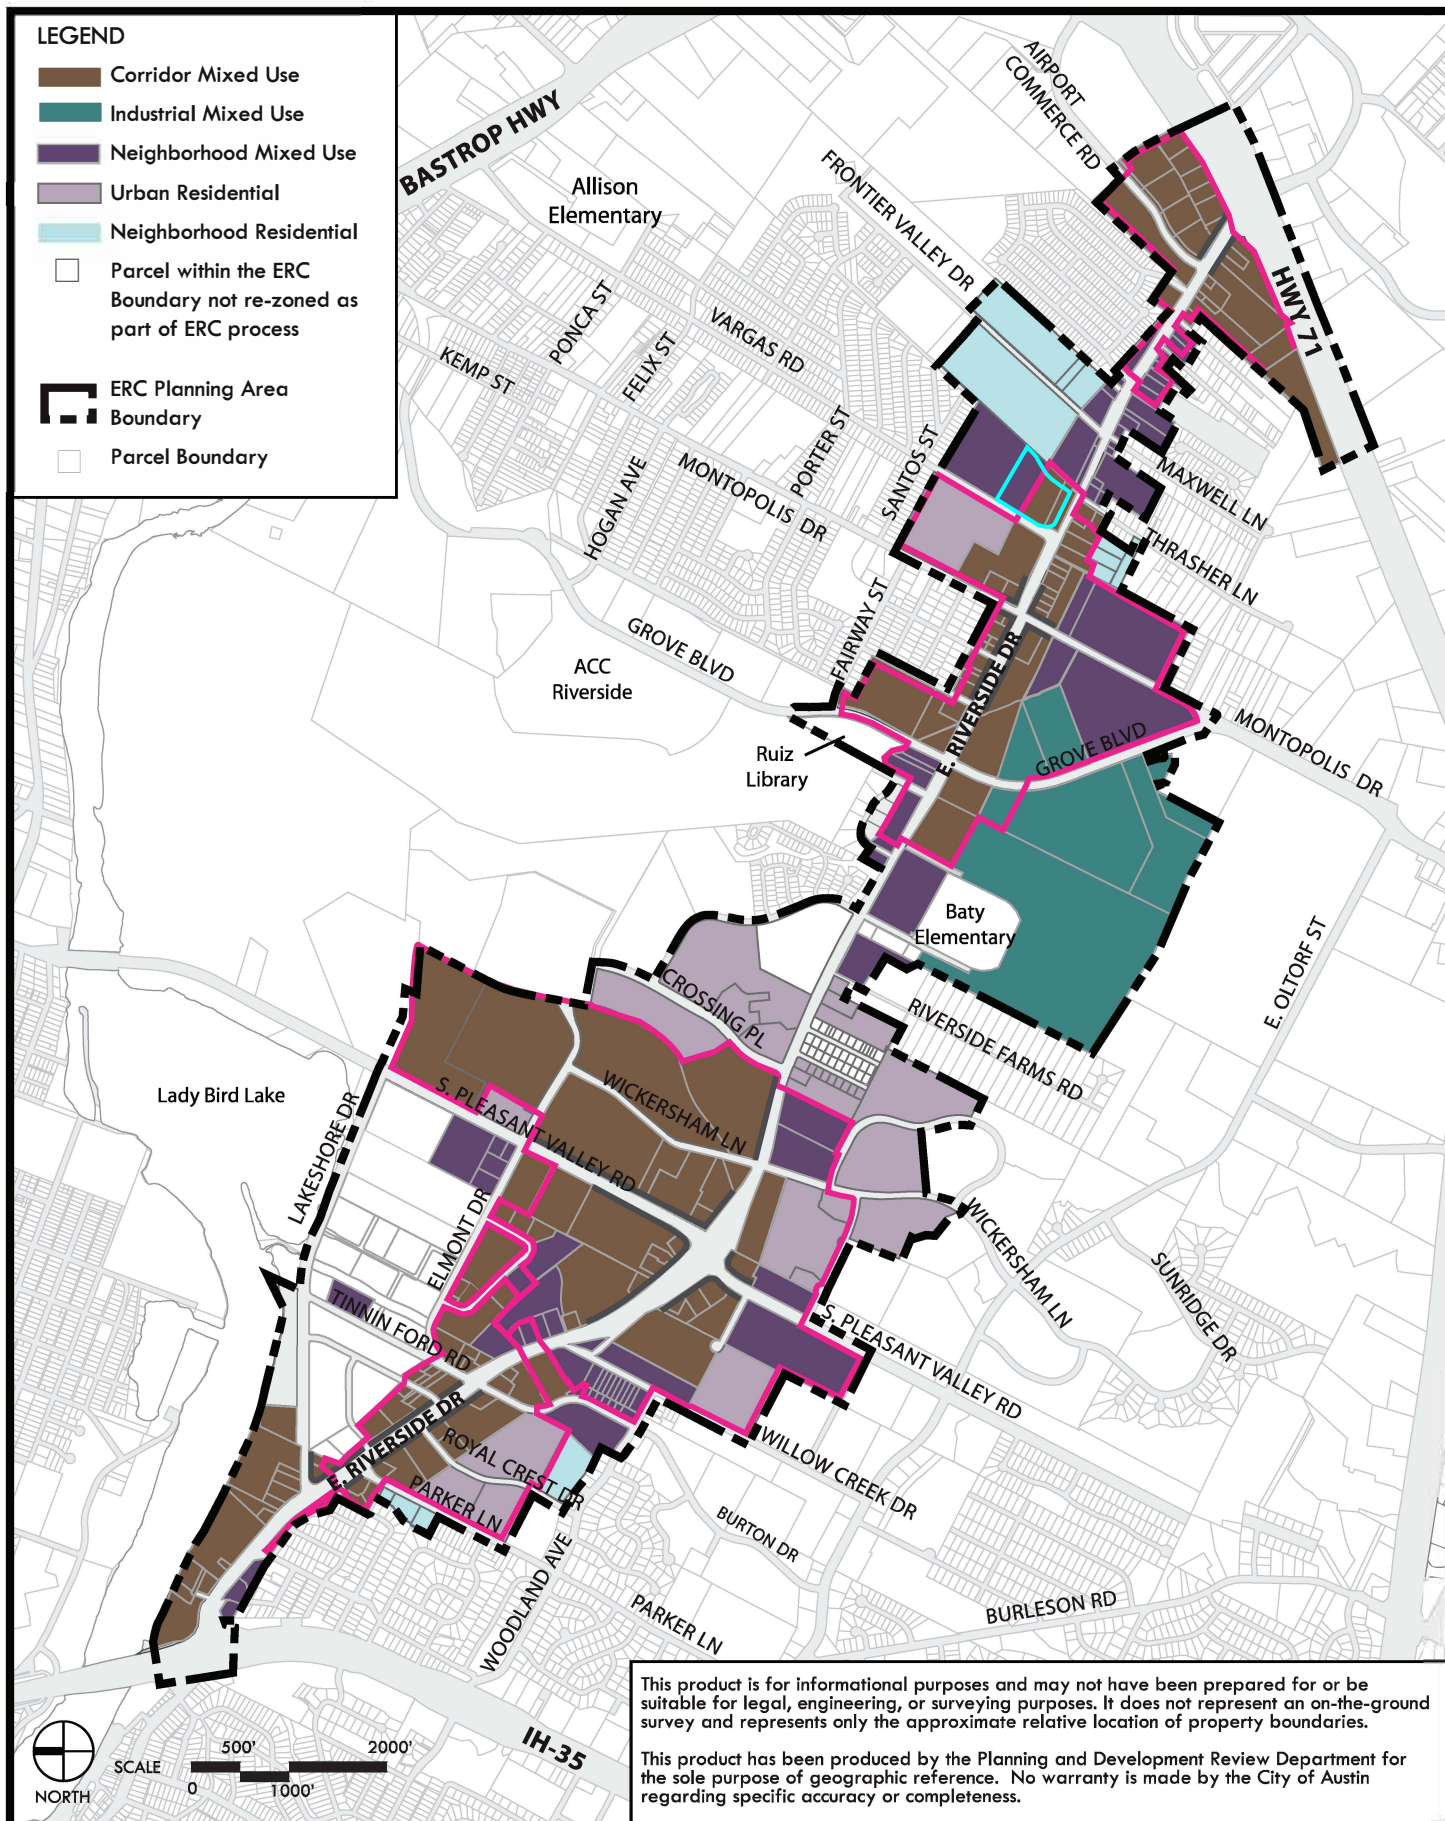 LEGEND
Corridor Mixed Use
Industrial Mixed Use
Neighborhood Mixed Use
Urban Residential
Neighborhood Residential
Parcel within the ERC
Boundary not re-zoned as
part of ERC process
ERC Planning Area
Boundary
Parcel Boundary
BASTROP HWY
AIRPORT
COMMERCE RD
Allison
Elementary
FRONTIER VALLEY DR
HWY 71
PONCA ST
VARGAS RD
FELIX ST
KEMP ST
PORTER ST
SANTOS ST
HOGAN AVE
MONTOPOLIS DR
MAXWELL LN
THRASHER LN
FAIRWAY ST
GROVE BLVD
ACC
Riverside
E. RIVERSIDE DR
Ruiz
Library
GROVE BLVD
MONTOPOLIS DR
Baty
Elementary
E. OLTORF ST
CROSSING PL
RIVERSIDE FARMS RD
Lady Bird Lake
LAKESHORE DR
S. PLEASANT VALLEY RD
WICKERSHAM LN
ELMONT DR
WICKERSHAM LN
SUNRIDGE DR
TINNIN FORD RD
S. PLEASANT VALLEY RD
E. RIVERSIDE DR
ROYAL CREST DR
PARKER LN
WILLOW CREEK DR
BURTON DR
WOODLAND AVE
PARKER LN
BURLESON RD
IH-35
NORTH
SCALE
500'
2000'
0
1000'
This product is for informational purposes and may not have been prepared for or be
suitable for legal, engineering, or surveying purposes. It does not represent an on-the-ground
survey and represents only the approximate relative location of property boundaries.
This product has been produced by the Planning and Development Review Department for
the sole purpose of geographic reference.  No warranty is made by the City of Austin
regarding specific accuracy or completeness.